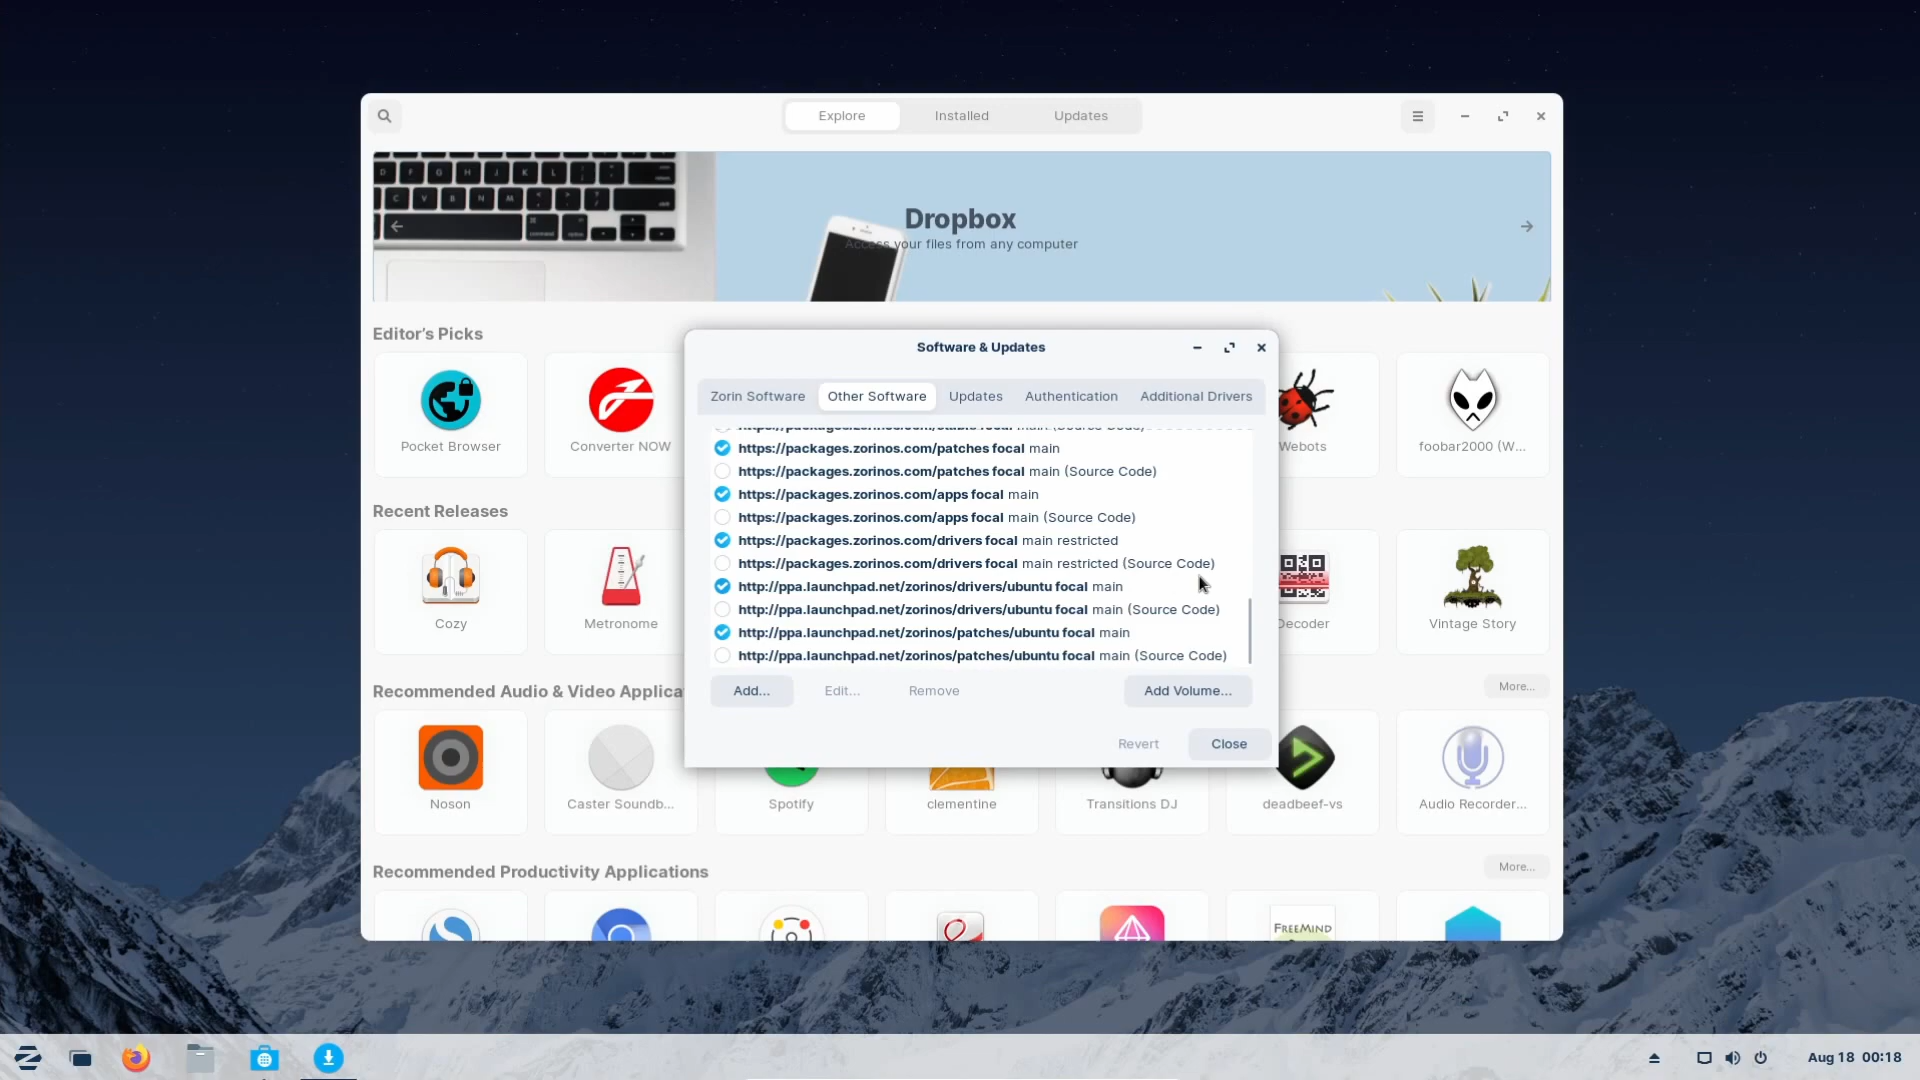 Explore
Installed
Updates
Dropbox
Access your files from any computer
Editor's Picks
Pocket Browser
Converter NOW
Webots
foobar2000 (W...
Recent Releases
Cozy
Metronome
Decoder
Vintage Story
Recommended Audio & Video Applica
More...
Noson
Caster Soundb...
Spotify
clementine
Transitions DJ
deadbeef-vs
Audio Recorder...
Recommended Productivity Applications
More...
FREEMIND
Software & Updates
Zorin Software
Other Software
Updates
Authentication
Additional Drivers
https://packages.zorinos.com/patches focal main
https://packages.zorinos.com/patches focal main (Source Code)
https://packages.zorinos.com/apps focal main
https://packages.zorinos.com/apps focal main (Source Code)
https://packages.zorinos.com/drivers focal main restricted
https://packages.zorinos.com/drivers focal main restricted (Source Code)
http://ppa.launchpad.net/zorinos/drivers/ubuntu focal main
http://ppa.launchpad.net/zorinos/drivers/ubuntu focal main (Source Code)
http://ppa.launchpad.net/zorinos/patches/ubuntu focal main
http://ppa.launchpad.net/zorinos/patches/ubuntu focal main (Source Code)
Add...
Edit...
Remove
Add Volume...
Revert
Close
Aug 18 00:18